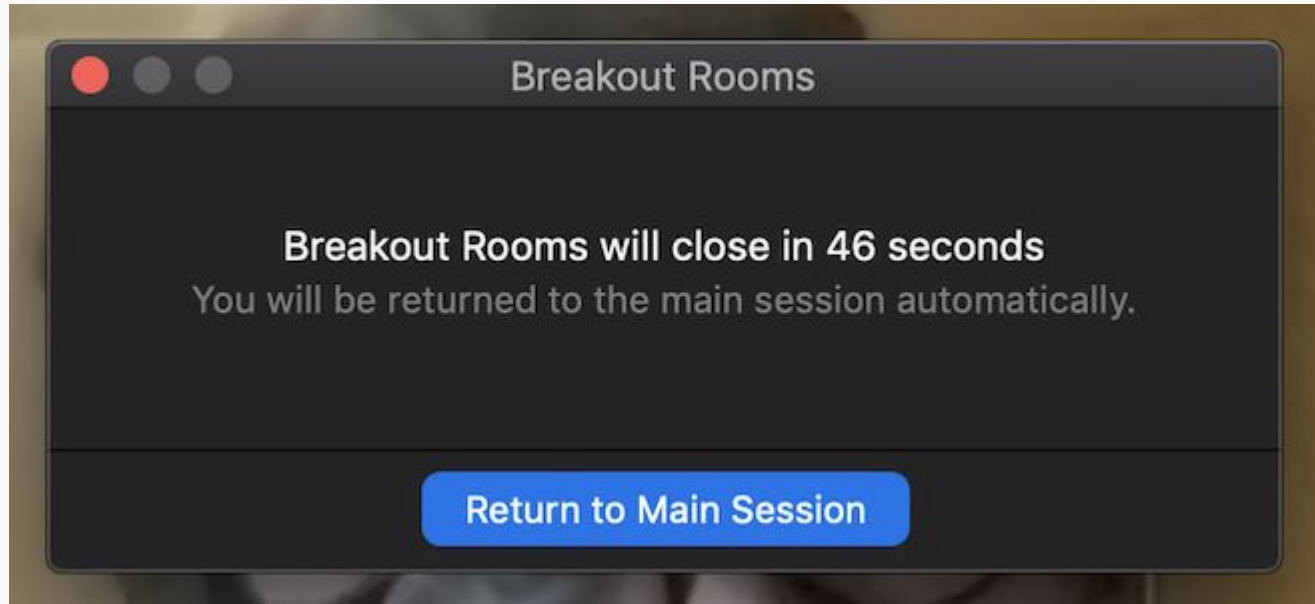 Breakout Rooms
Breakout Rooms will close in 46 seconds
You will be returned to the main session automatically.
Return to Main Session